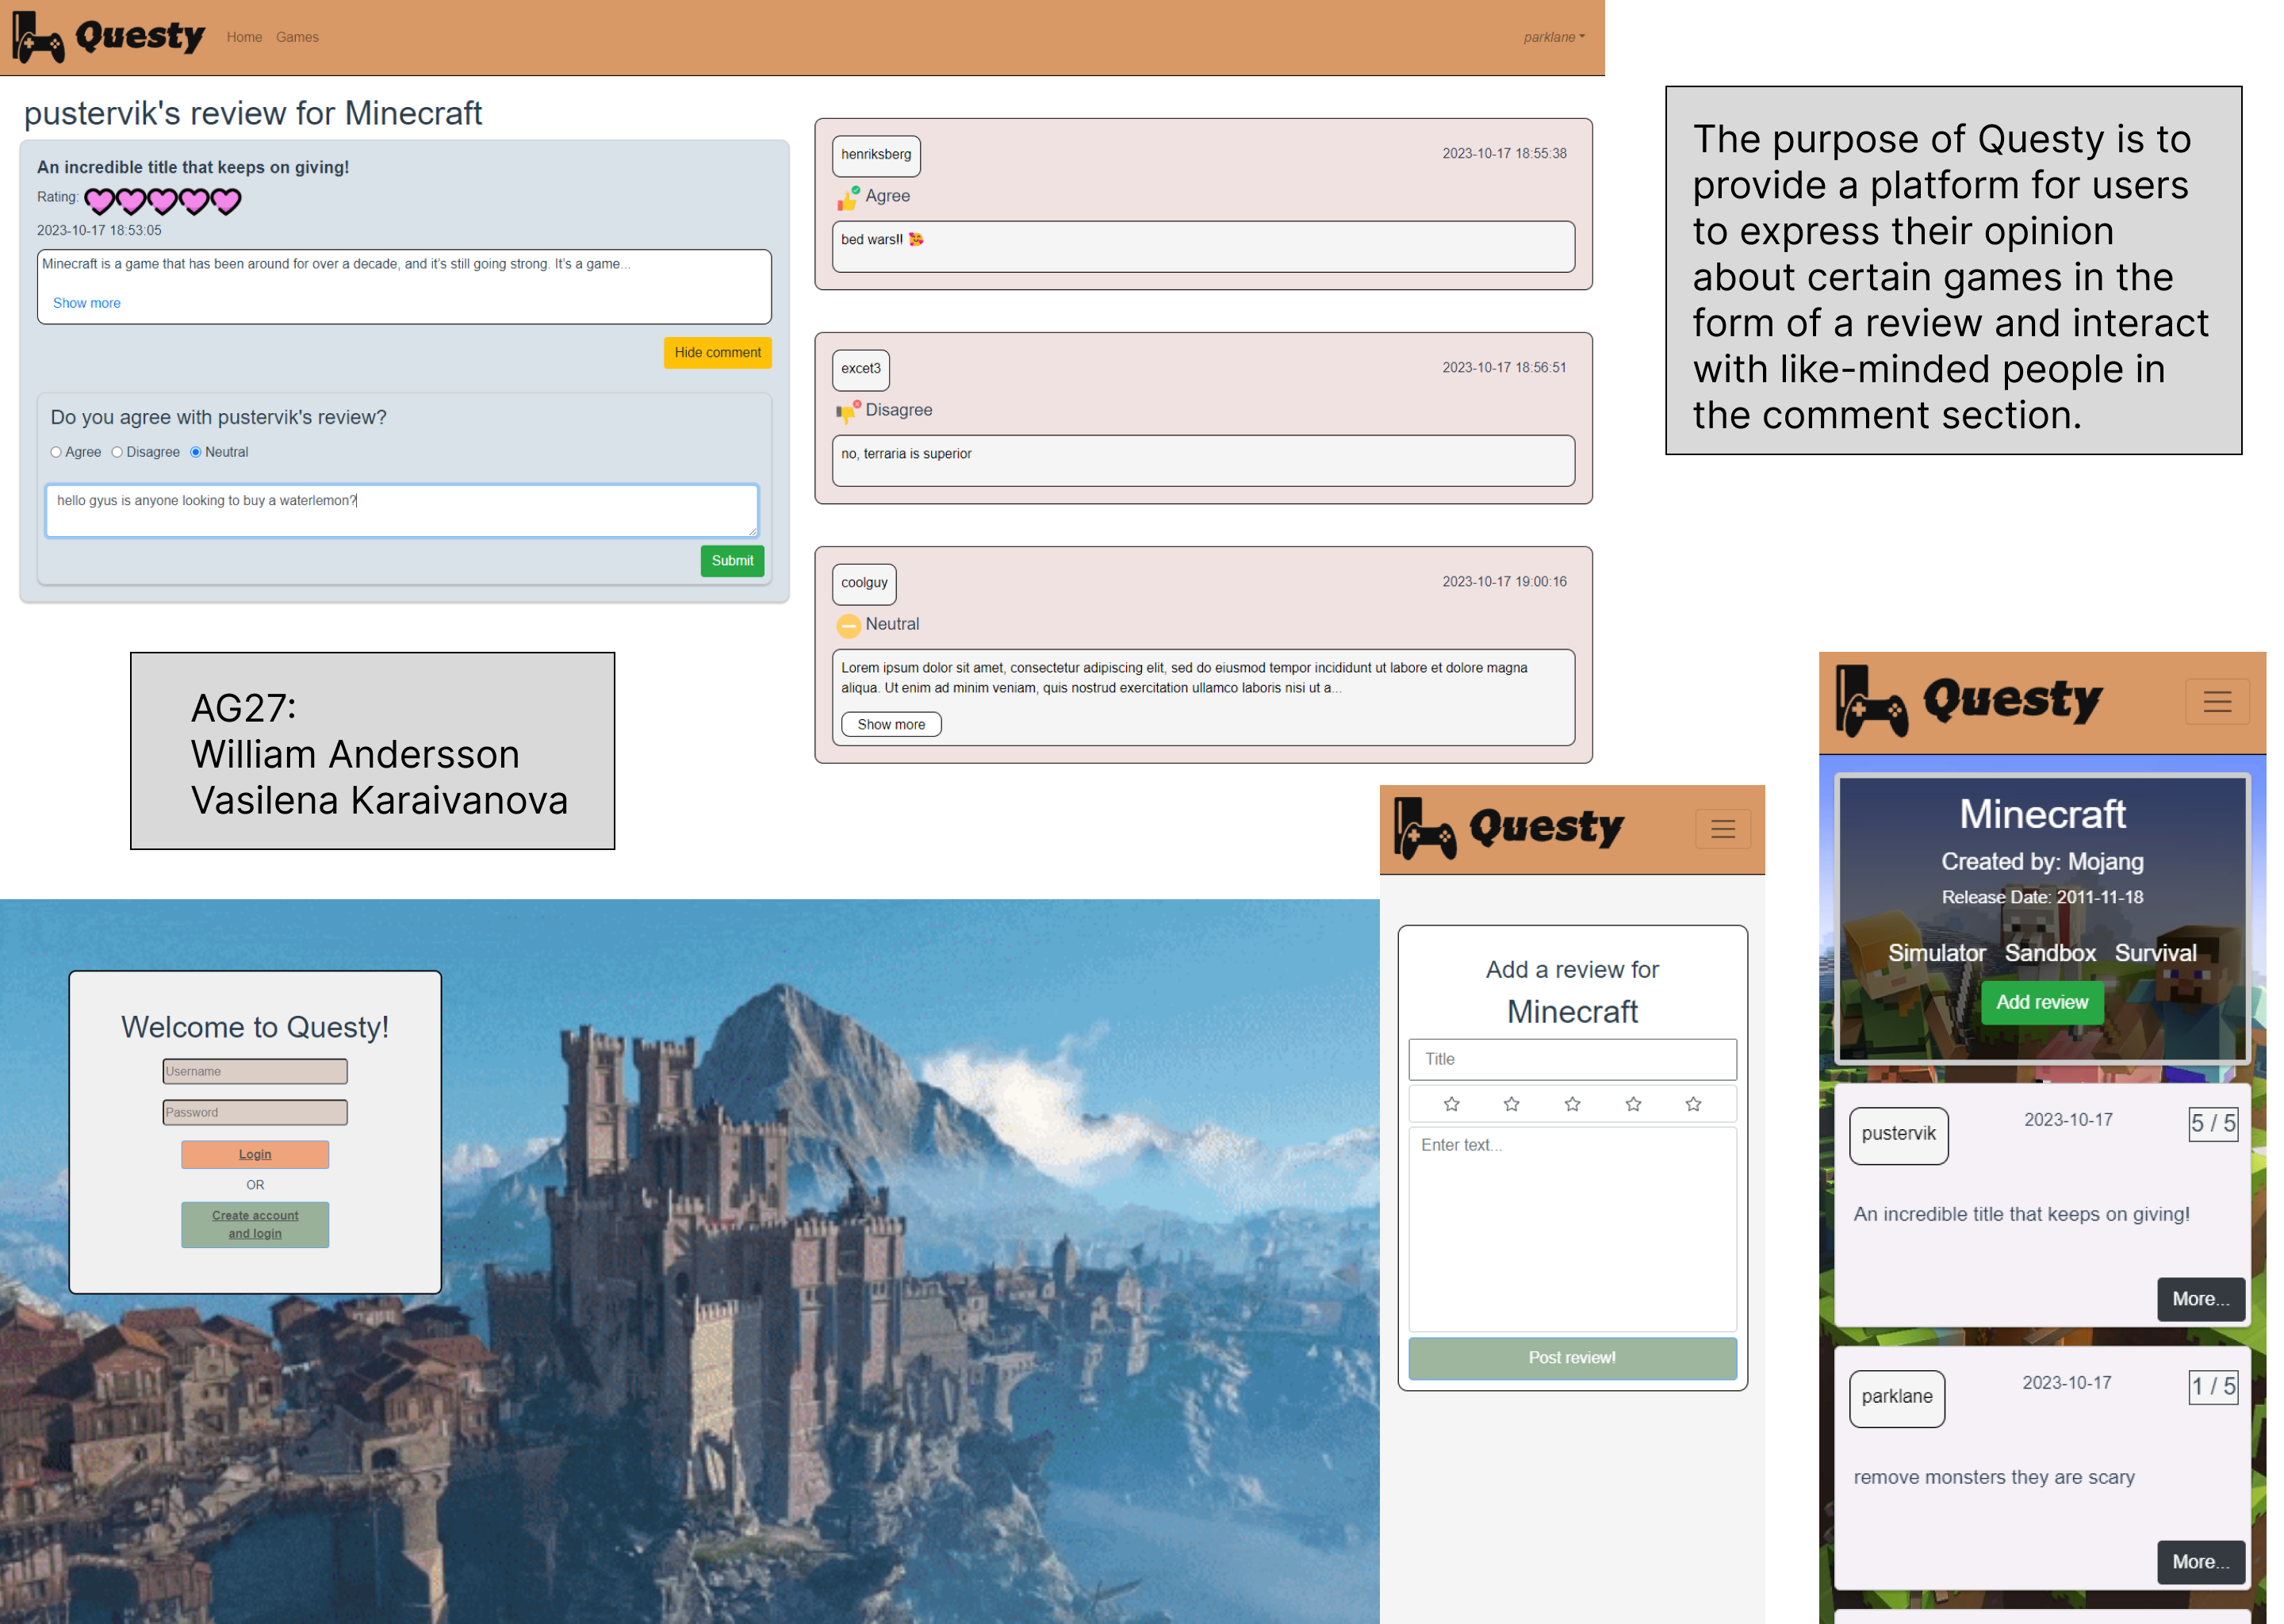 Questy
Home Games
parklane
pustervik's review for Minecraft
An incredible title that keeps on giving!
Rating:
2023-10-17 18:53:05
Minecraft is a game that has been around for over a decade, and it's still going strong. It's a game...
Show more
Hide comment
Do you agree with pustervik's review?
Agree Disagree Neutral
hello gyus is anyone looking to buy a waterlemon?
Submit
henriksberg
2023-10-17 18:55:38
Agree
bed wars!! 🥰
excet3
2023-10-17 18:56:51
Disagree
no, terraria is superior
coolguy
2023-10-17 19:00:16
Neutral
Lorem ipsum dolor sit amet, consectetur adipiscing elit, sed do eiusmod tempor incididunt ut labore et dolore magna
aliqua. Ut enim ad minim veniam, quis nostrud exercitation ullamco laboris nisi ut a...
Show more
The purpose of Questy is to
provide a platform for users
to express their opinion
about certain games in the
form of a review and interact
with like-minded people in
the comment section.
AG27:
William Andersson
Vasilena Karaivanova
Welcome to Questy!
Username
Password
Login
OR
Create account
and login
Questy
Add a review for
Minecraft
Title
Enter text...
Post review!
Questy
Minecraft
Created by: Mojang
Release Date: 2011-11-18
Simulator Sandbox Survival
Add review
pustervik
2023-10-17
5 / 5
An incredible title that keeps on giving!
More...
parklane
2023-10-17
1 / 5
remove monsters they are scary
More...